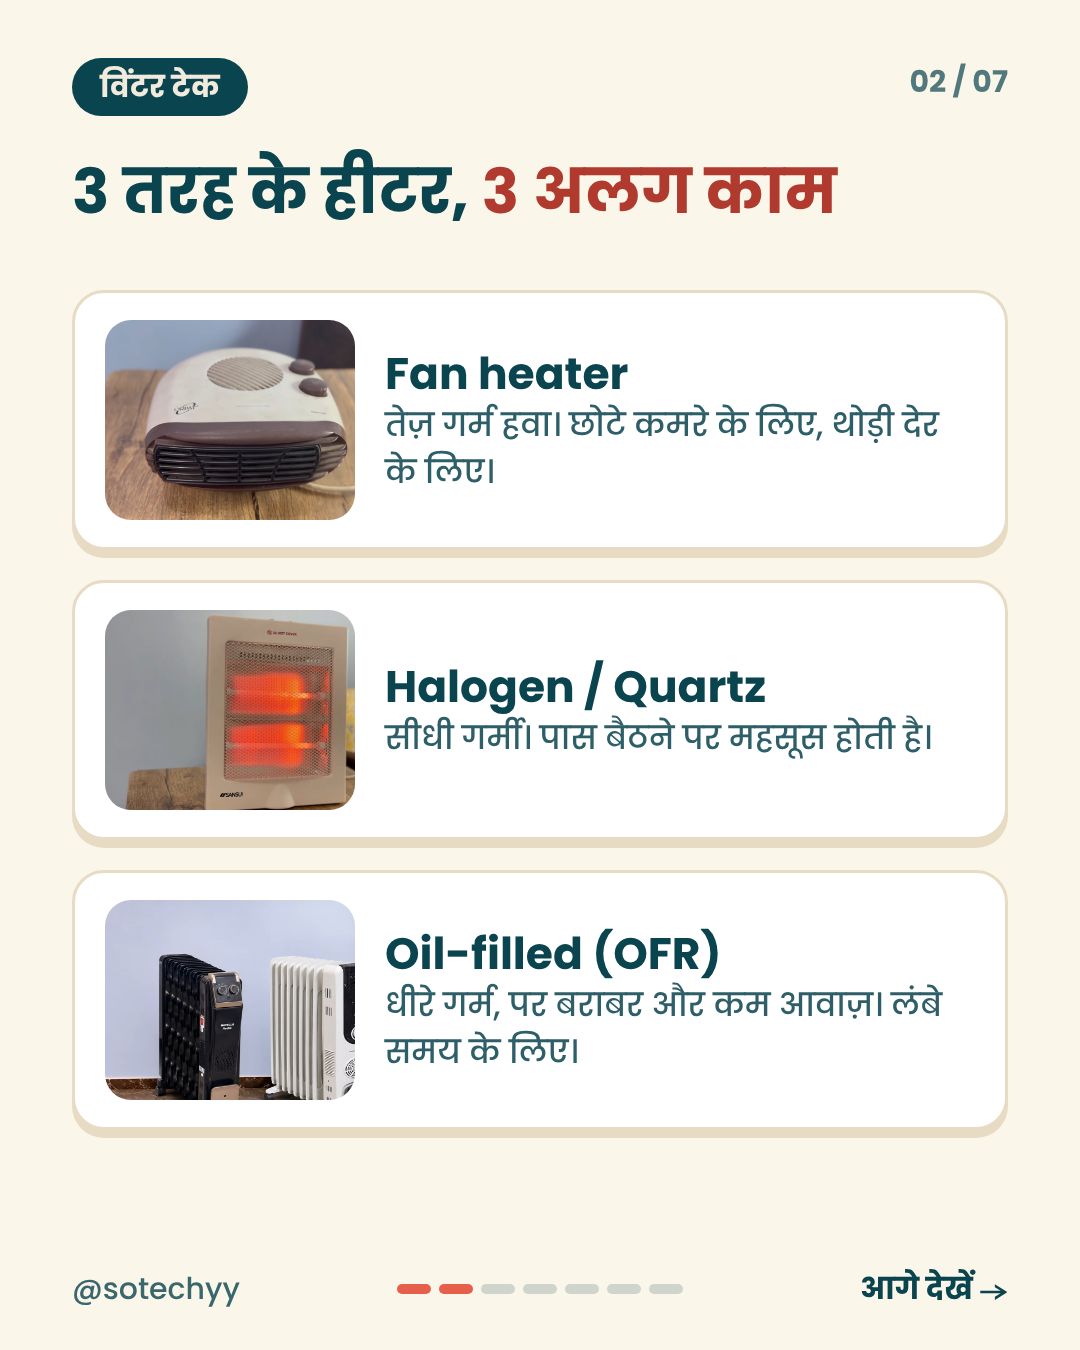 विंटर टेक
02 / 07
3 तरह के हीटर, 3 अलग काम
Fan heater
तेज़ गर्म हवा। छोटे कमरे के लिए, थोड़ी देर
के लिए।
Halogen / Quartz
सीधी गर्मी। पास बैठने पर महसूस होती है।
SANSUI
Oil-filled (OFR)
धीरे गर्म, पर बराबर और कम आवाज़। लंबे
समय के लिए।
@sotechyy
आगे देखें →